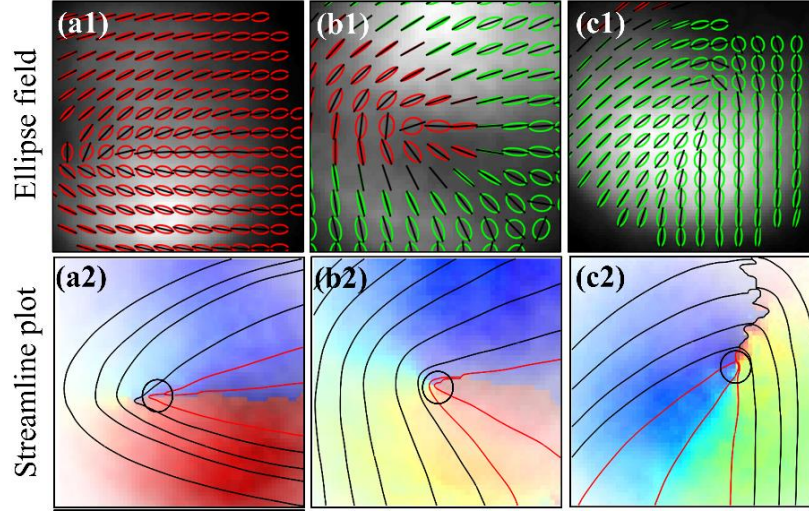 Ellipse field
(a1)
(b1)
(c1)
Streamline plot
(a2)
(b2)
(c2)